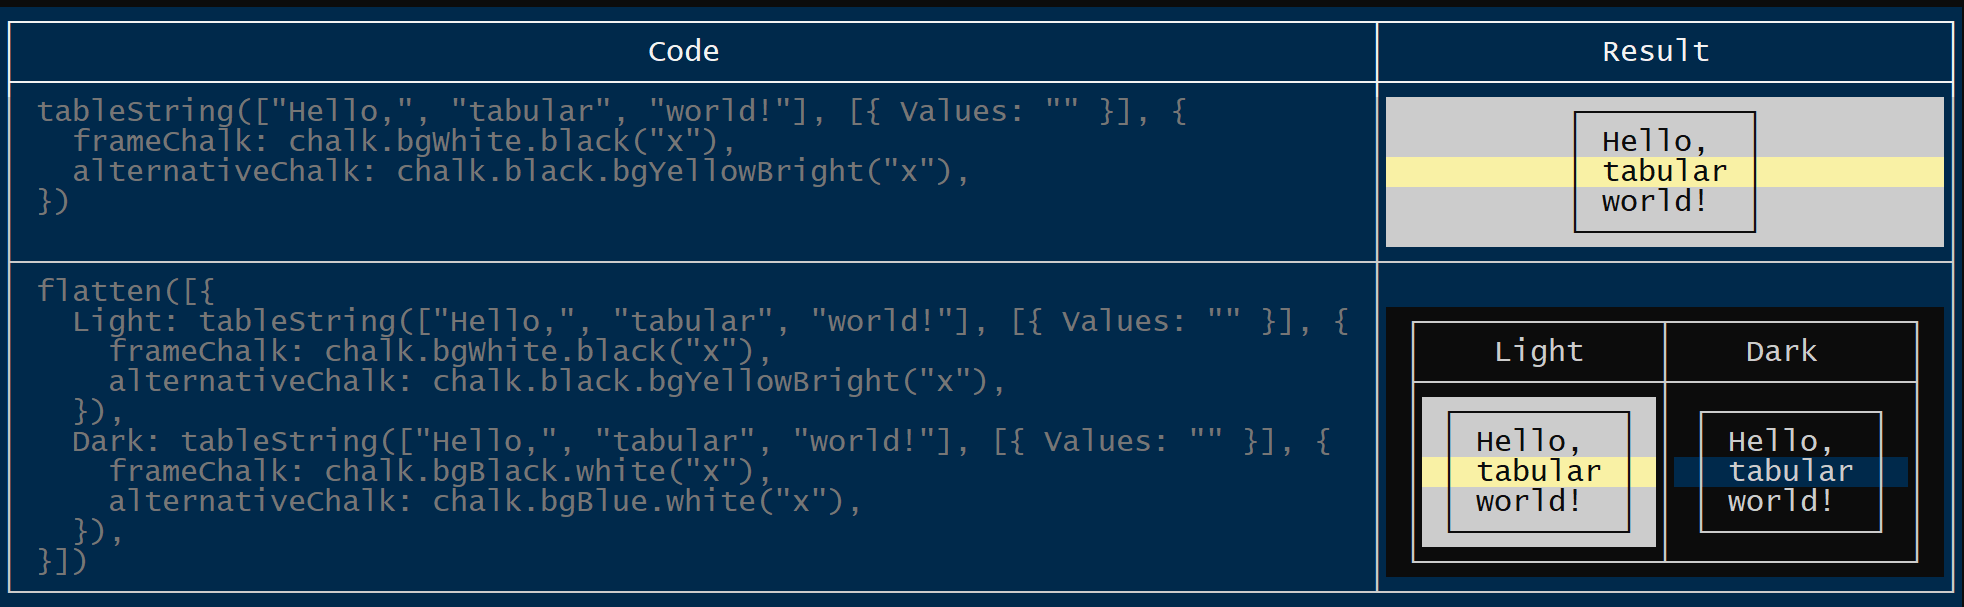 Code
Result
tableString(["Hello,", "tabular", "world!"], [{ Values: "" }], {
  frameChalk: chalk.bgWhite.black("x"),
  alternativeChalk: chalk.black.bgYellowBright("x"),
})
Hello,
tabular
world!
flatten([{
  Light: tableString(["Hello,", "tabular", "world!"], [{ Values: "" }], {
    frameChalk: chalk.bgWhite.black("x"),
    alternativeChalk: chalk.black.bgYellowBright("x"),
  }),
  Dark: tableString(["Hello,", "tabular", "world!"], [{ Values: "" }], {
    frameChalk: chalk.bgBlack.white("x"),
    alternativeChalk: chalk.bgBlue.white("x"),
  }),
}])
Light
Dark
Hello,
tabular
world!
Hello,
tabular
world!